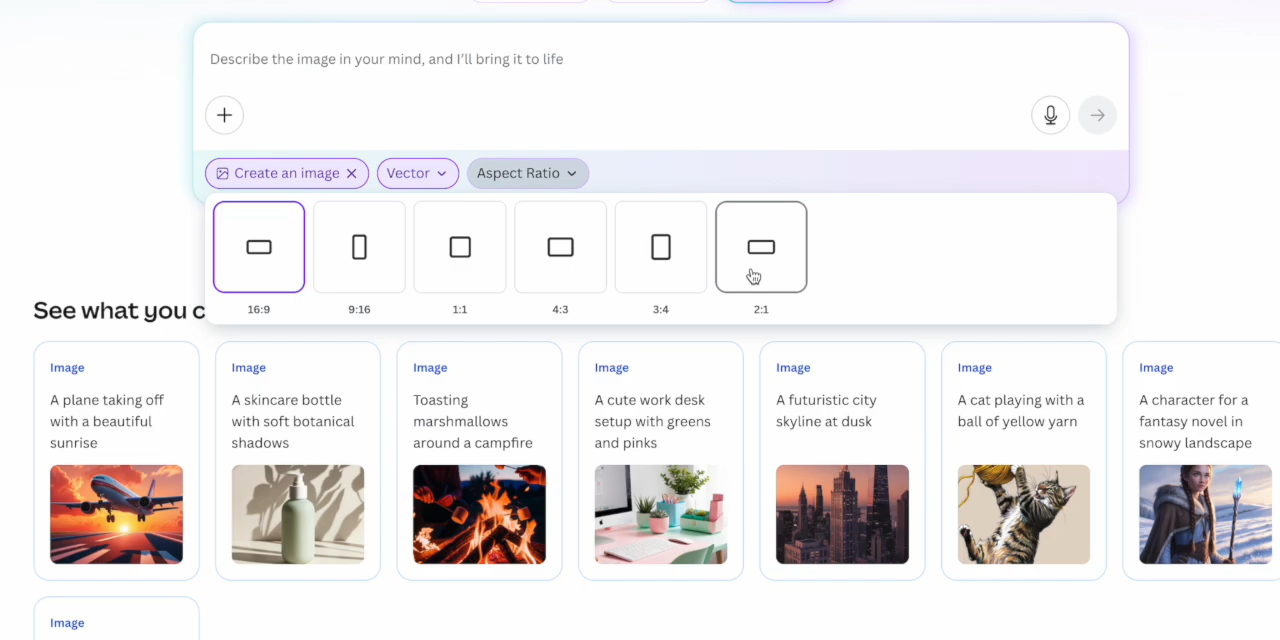 Describe the image in your mind, and I'll bring it to life
Create an image
Vector
Aspect Ratio
16:9
9:16
1:1
4:3
3:4
2:1
See what you c
Image
A plane taking off
with a beautiful
sunrise
Image
A skincare bottle
with soft botanical
shadows
Image
Toasting
marshmallows
around a campfire
Image
A cute work desk
setup with greens
and pinks
Image
A futuristic city
skyline at dusk
Image
A cat playing with a
ball of yellow yarn
Image
A character for a
fantasy novel in
snowy landscape
Image